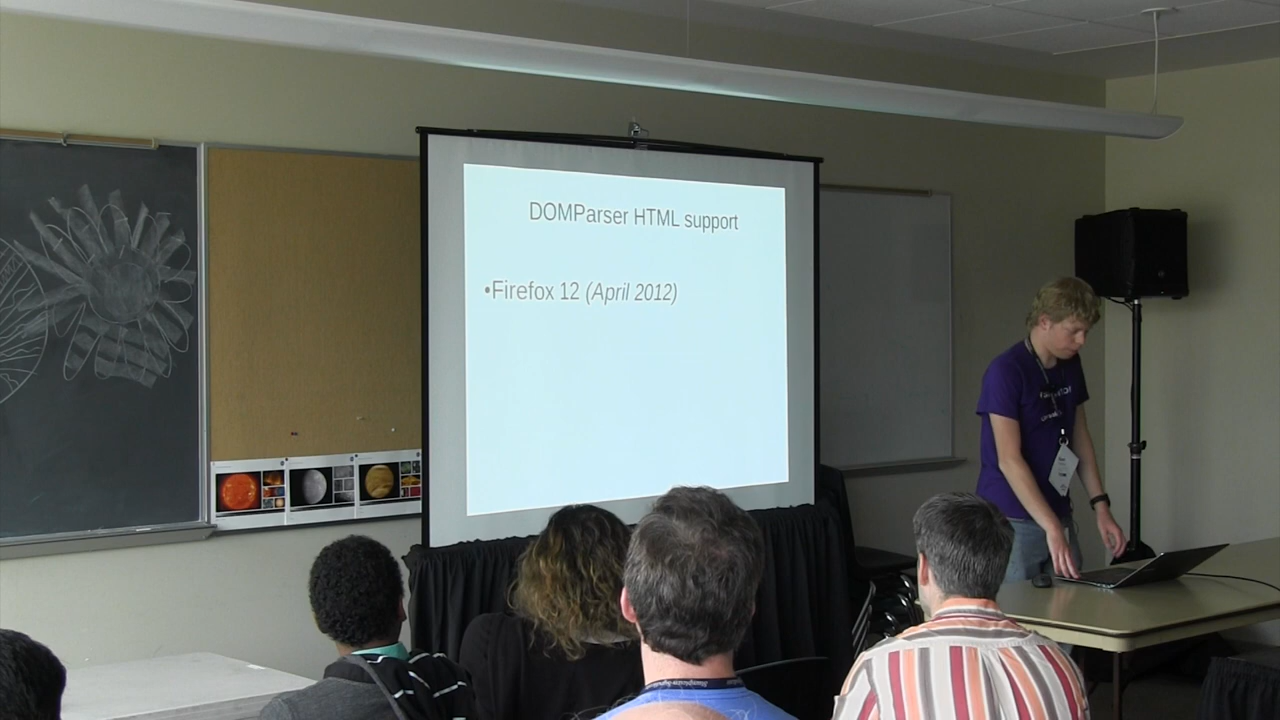 DOMParser HTML support
•Firefox 12 (April 2012)